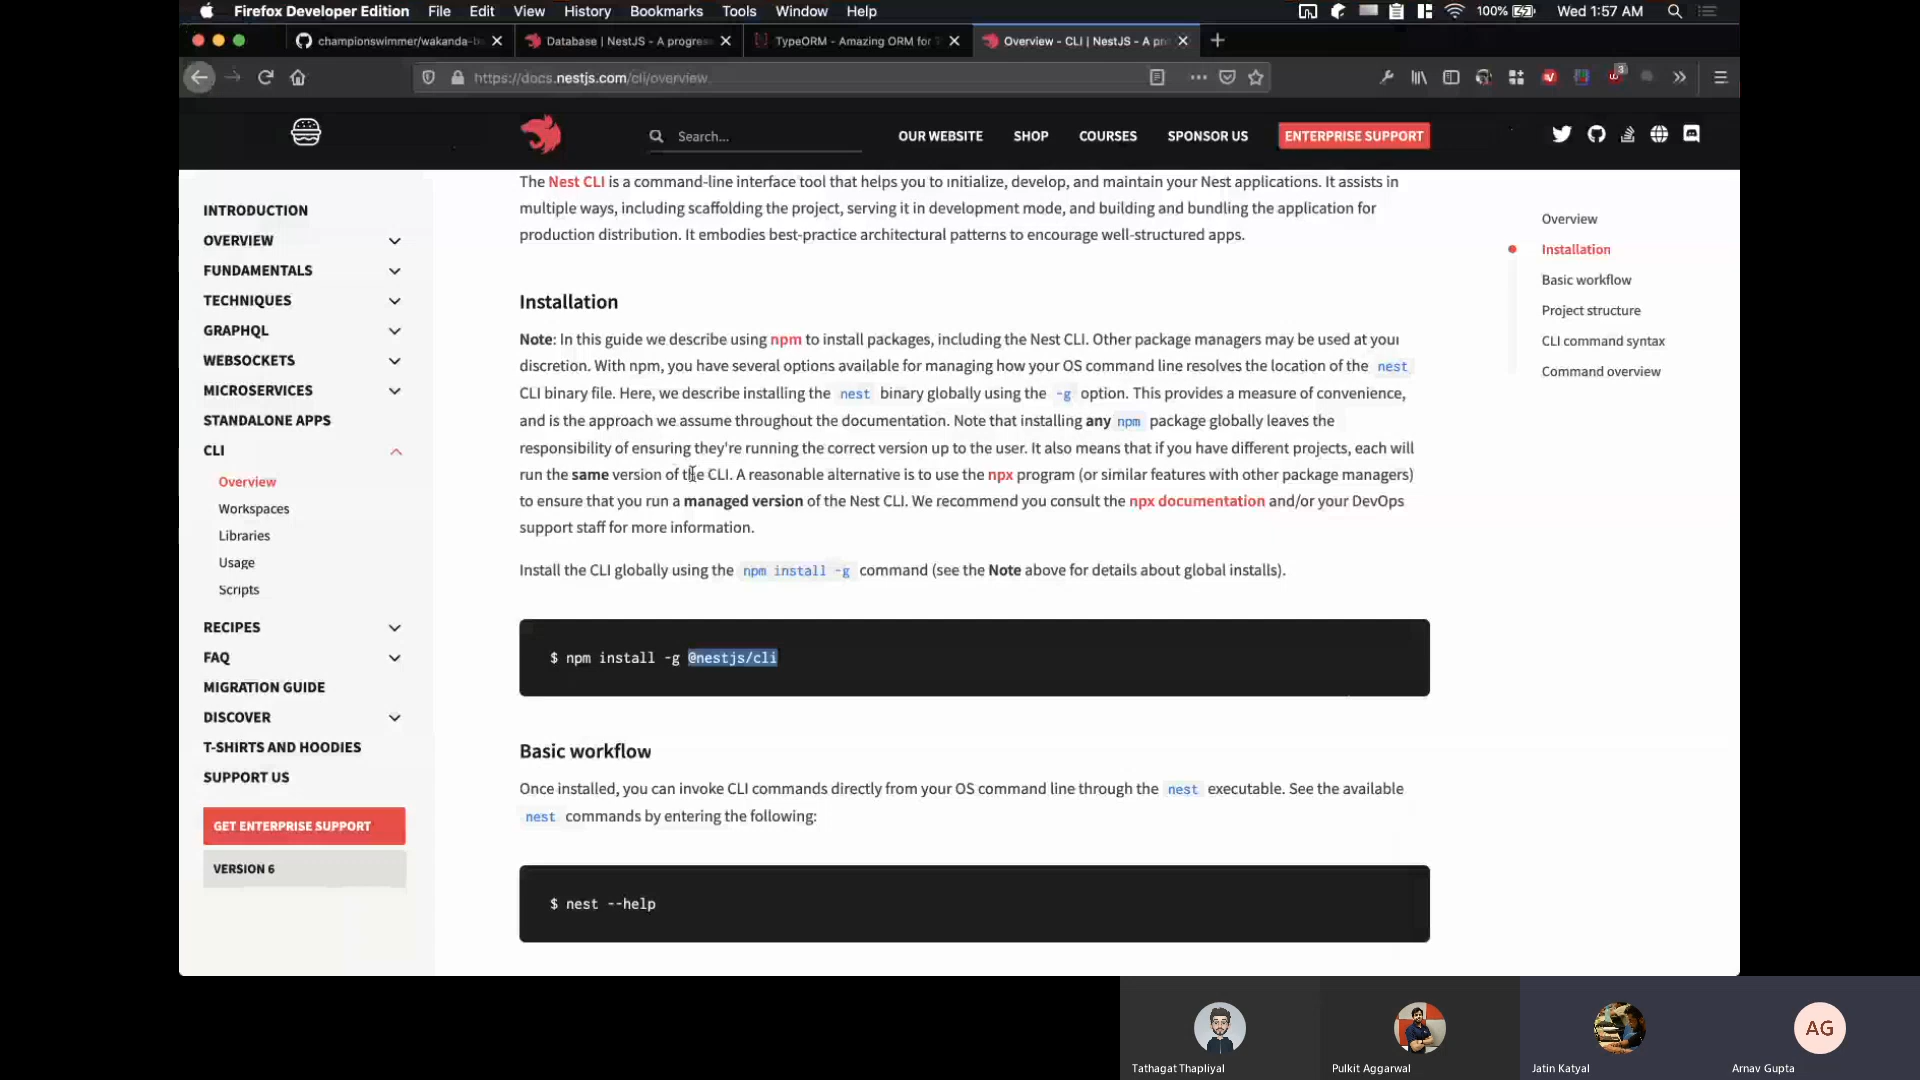 Firefox Developer Edition File Edit View History Bookmarks Tools Window Help 100% Wed 1:57 AM
championswimmer/wakanda-b
Database | NestJS - A progres
TypeORM - Amazing ORM for
Overview - CLI | NestJS - A pro
https://docs.nestjs.com/cli/overview
3
Search...
OUR WEBSITE
SHOP
COURSES
SPONSOR US
ENTERPRISE SUPPORT
INTRODUCTION
OVERVIEW
FUNDAMENTALS
TECHNIQUES
GRAPHQL
WEBSOCKETS
MICROSERVICES
STANDALONE APPS
CLI
Overview
Workspaces
Libraries
Usage
Scripts
RECIPES
FAQ
MIGRATION GUIDE
DISCOVER
T-SHIRTS AND HOODIES
SUPPORT US
GET ENTERPRISE SUPPORT
VERSION 6
The Nest CLI is a command-line interface tool that helps you to initialize, develop, and maintain your Nest applications. It assists in
multiple ways, including scaffolding the project, serving it in development mode, and building and bundling the application for
production distribution. It embodies best-practice architectural patterns to encourage well-structured apps.
Installation
Note: In this guide we describe using npm to install packages, including the Nest CLI. Other package managers may be used at your
discretion. With npm, you have several options available for managing how your OS command line resolves the location of the nest
CLI binary file. Here, we describe installing the nest binary globally using the -g option. This provides a measure of convenience,
and is the approach we assume throughout the documentation. Note that installing any npm package globally leaves the
responsibility of ensuring they're running the correct version up to the user. It also means that if you have different projects, each will
run the same version of the CLI. A reasonable alternative is to use the npx program (or similar features with other package managers)
to ensure that you run a managed version of the Nest CLI. We recommend you consult the npx documentation and/or your DevOps
support staff for more information.
Install the CLI globally using the npm install -g command (see the Note above for details about global installs).
$ npm install -g @nestjs/cli
Basic workflow
Once installed, you can invoke CLI commands directly from your OS command line through the nest executable. See the available
nest commands by entering the following:
$ nest --help
Overview
Installation
Basic workflow
Project structure
CLI command syntax
Command overview
AG
Tathagat Thapliyal
Pulkit Aggarwal
Jatin Katyal
Arnav Gupta